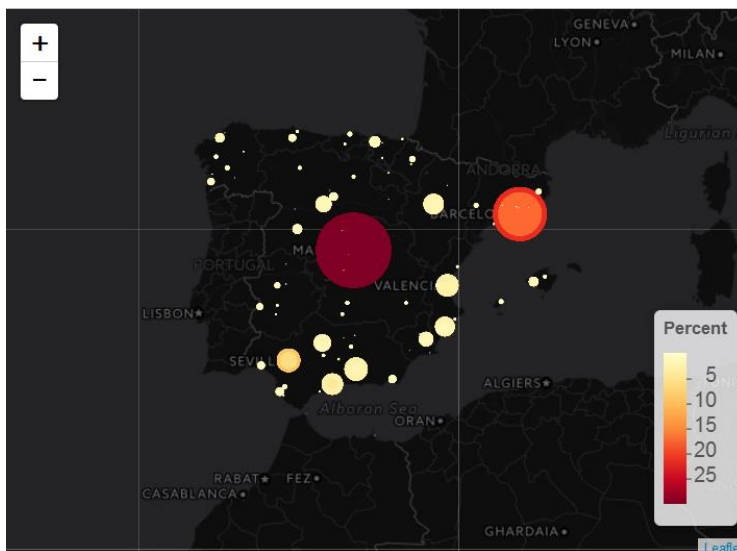 +
GENEVA
LYON
MILAN
−
Ligurian
ANDORRA
BARCELO
MA
PORTUGAL
VALENCI
LISBON
Percent
5
SEVILL
10
ALGIERS
15
Alboran Sea
20
ORAN
25
RABAT
FEZ
CASABLANCA
GHARDAIA
Leafle